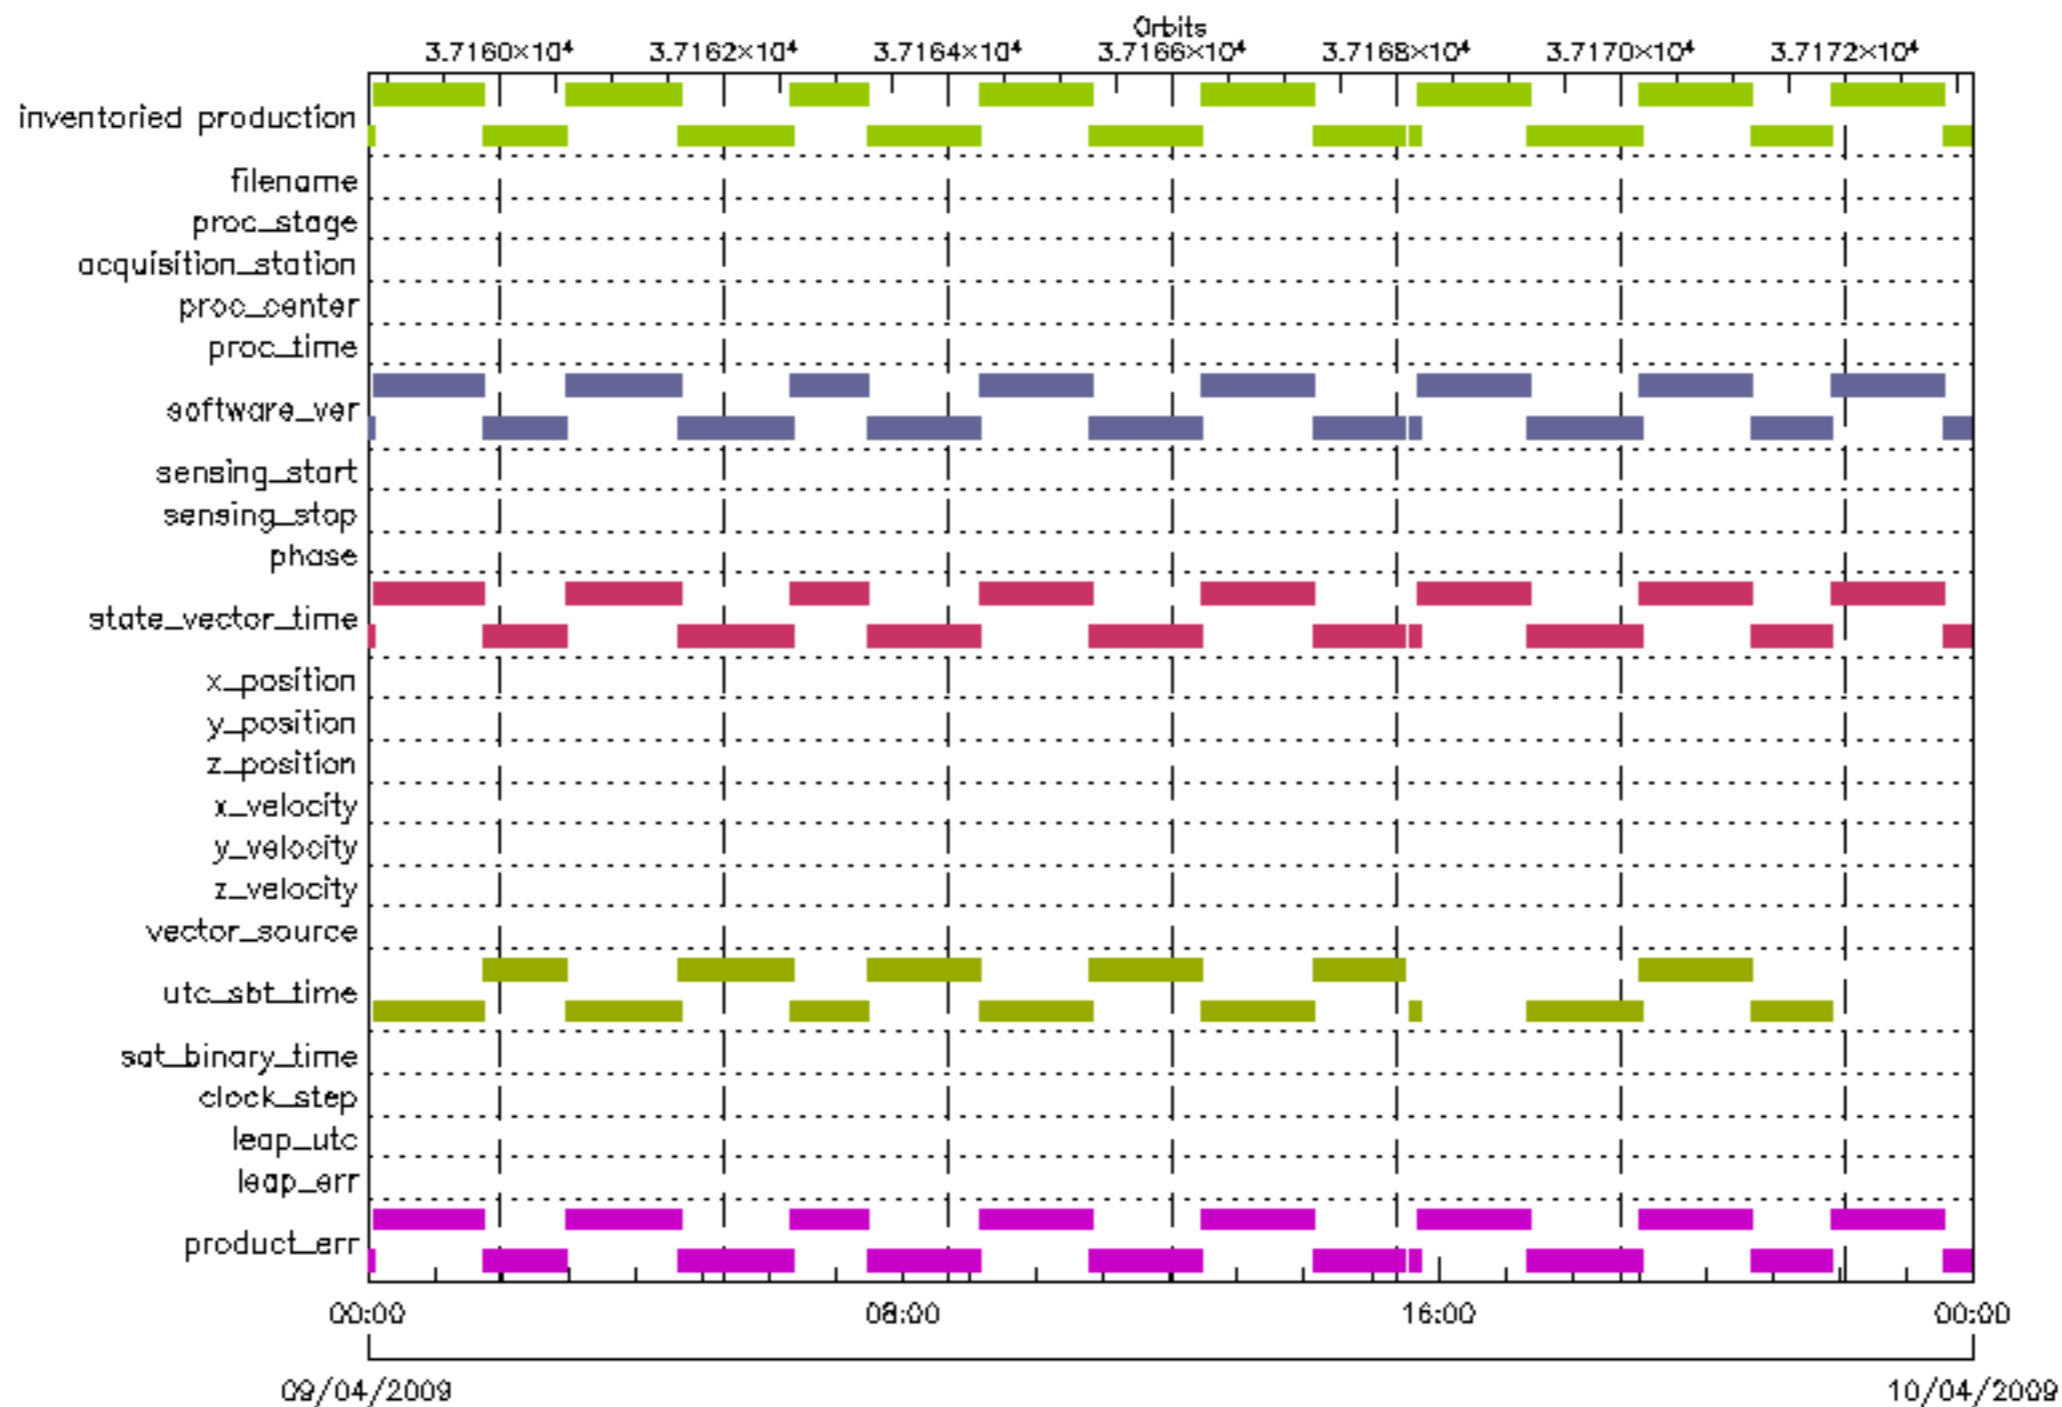 Orbits
3.7160×10⁴ 3.7162×10⁴ 3.7164×10⁴ 3.7166×10⁴ 3.7168×10⁴ 3.7170×10⁴ 3.7172×10⁴
inventoried production
filename
proc_stage
acquisition_station
proc_center
proc_time
software_ver
sensing_start
sensing_stop
phase
state_vector_time
x_position
y_position
z_position
x_velocity
y_velocity
z_velocity
vector_source
utc_sbt_time
sat_binary_time
clock_step
leap_utc
leap_err
product_err
00:00 08:00 16:00 00:00
09/04/2009 10/04/2009